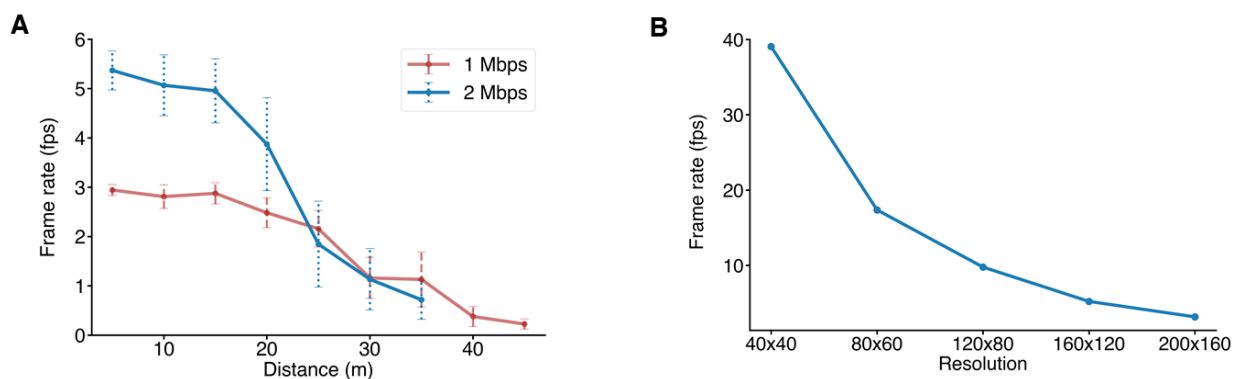 A
Frame rate (fps)
6
5
4
3
2
1
0
10
20
30
40
Distance (m)
1 Mbps
2 Mbps
B
Frame rate (fps)
40
30
20
10
40x40
80x60
120x80
160x120
200x160
Resolution